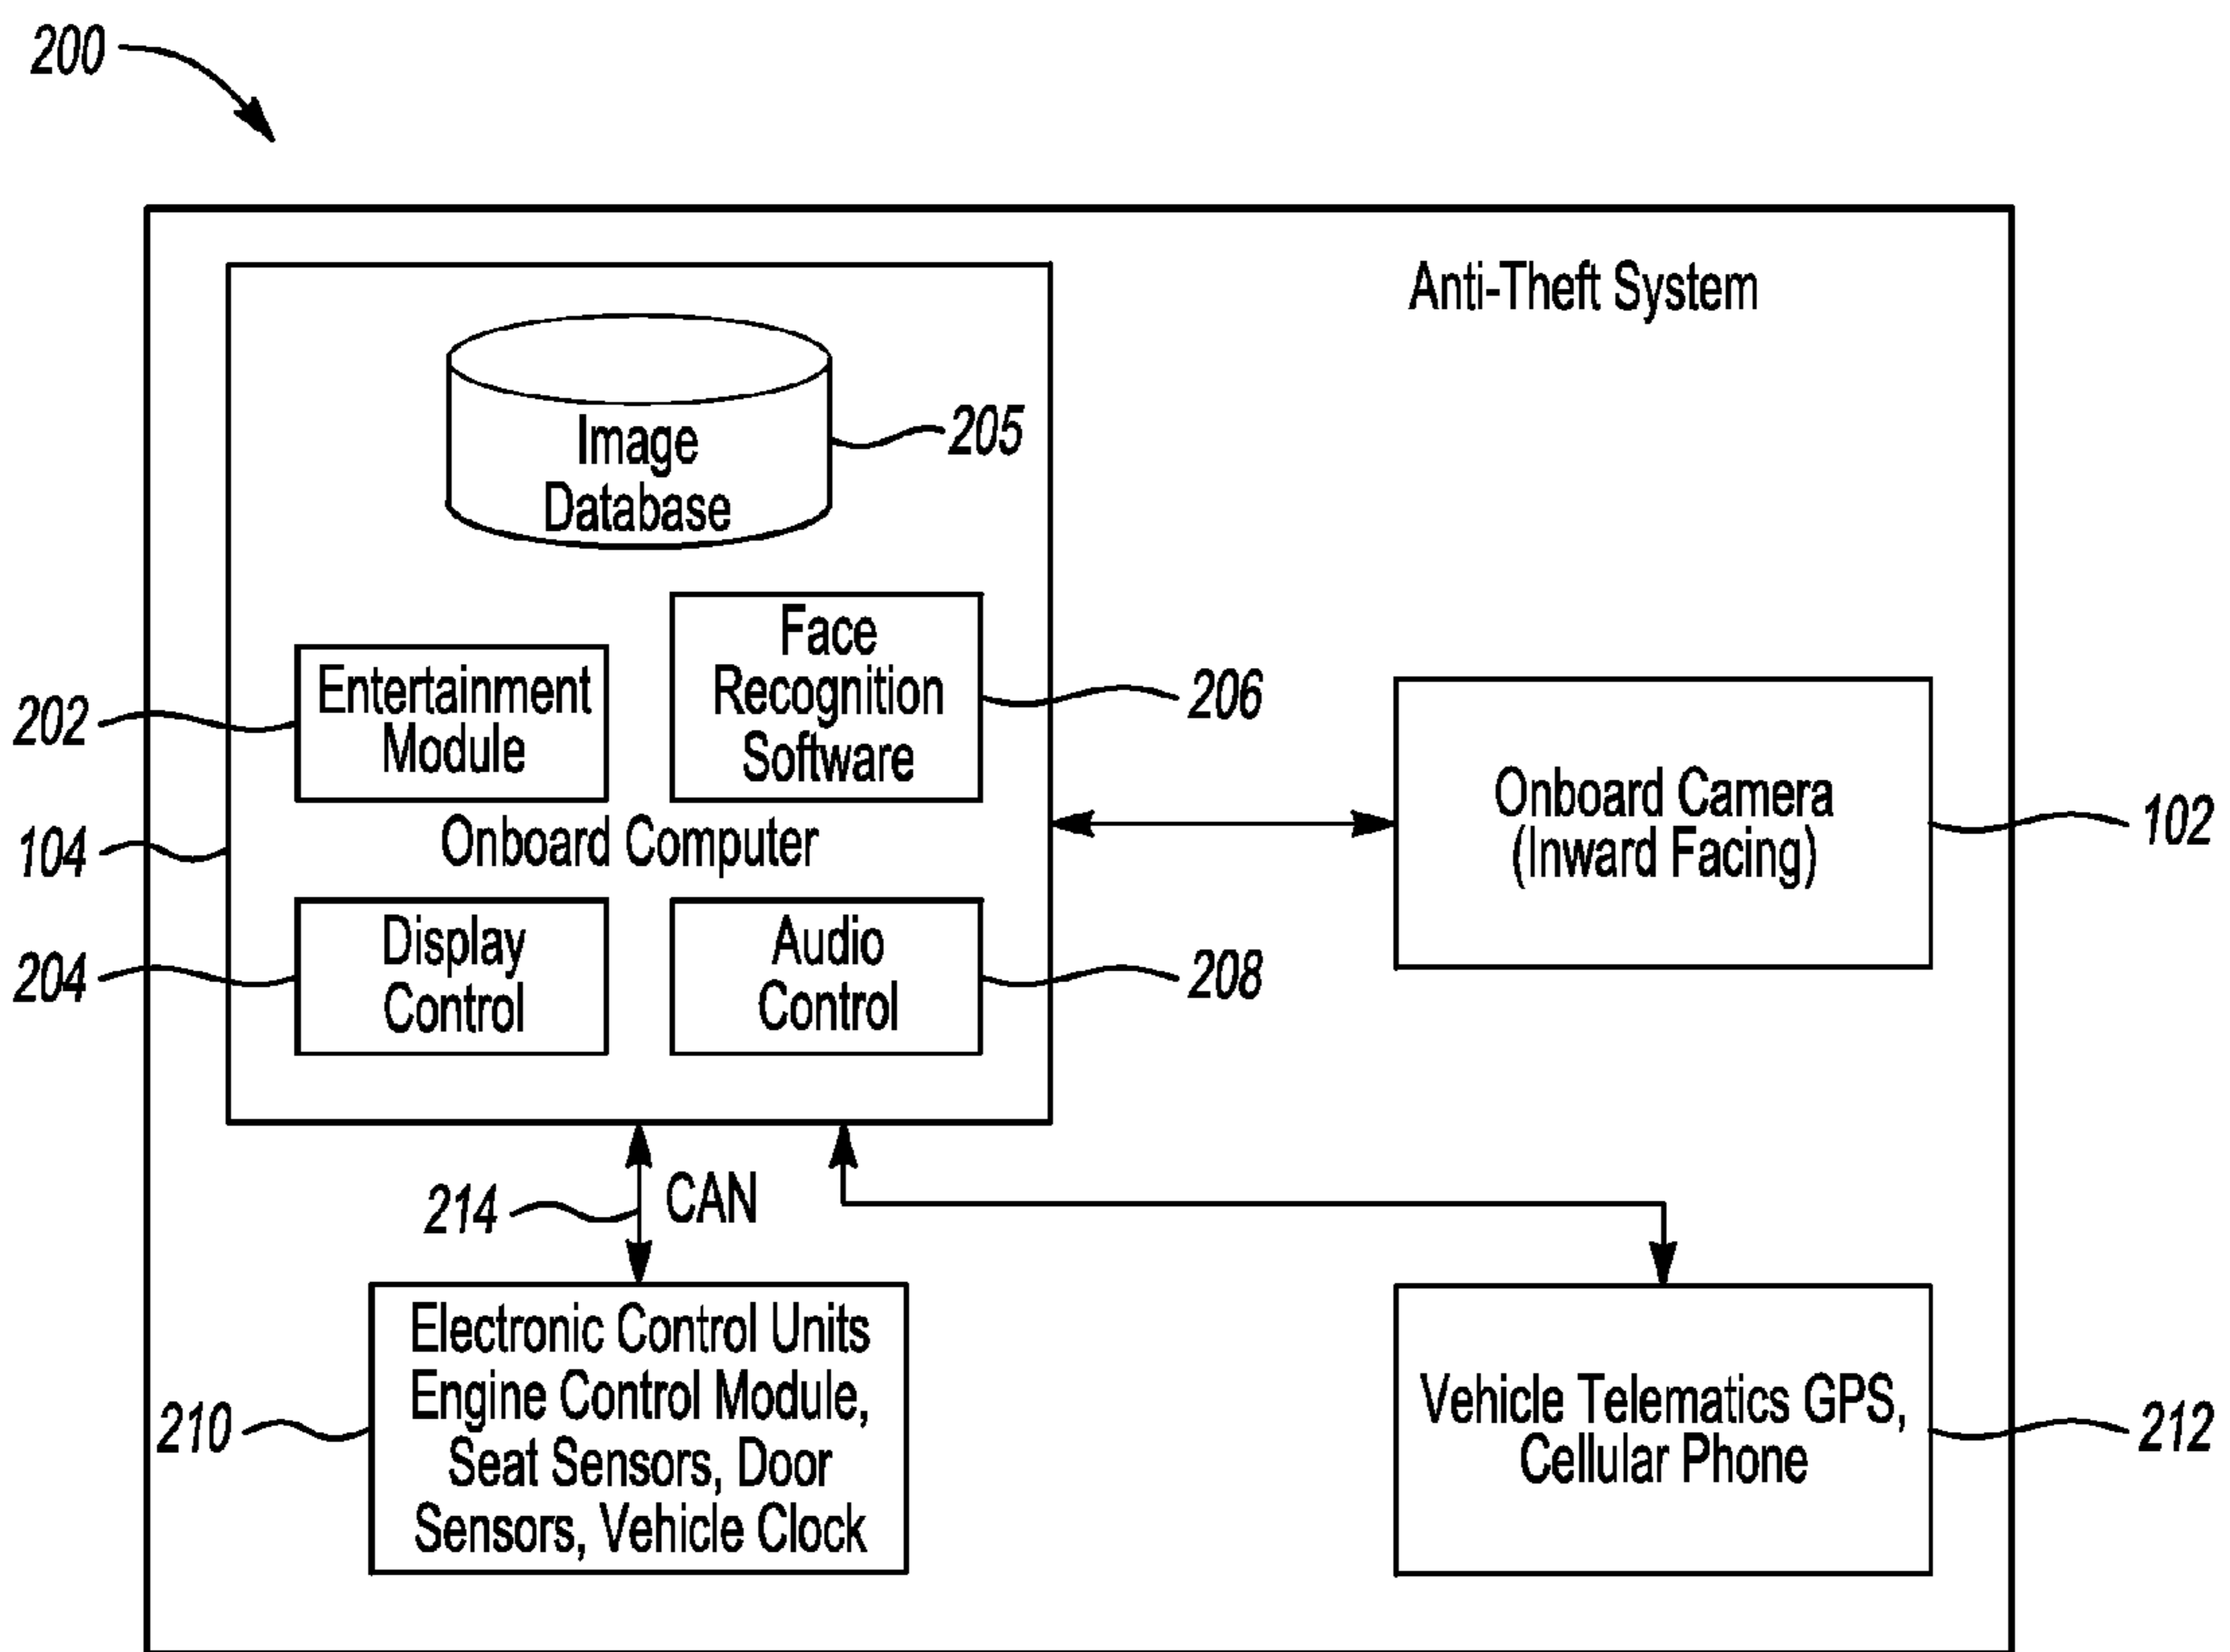 200
Anti-Theft System
Image
Database
205
Entertainment
Module
202
Face
Recognition
Software
206
Onboard Computer
104
Onboard Camera
(Inward Facing)
102
Display
Control
204
Audio
Control
208
214
CAN
Electronic Control Units
Engine Control Module,
Seat Sensors, Door
Sensors, Vehicle Clock
210
Vehicle Telematics GPS,
Cellular Phone
212